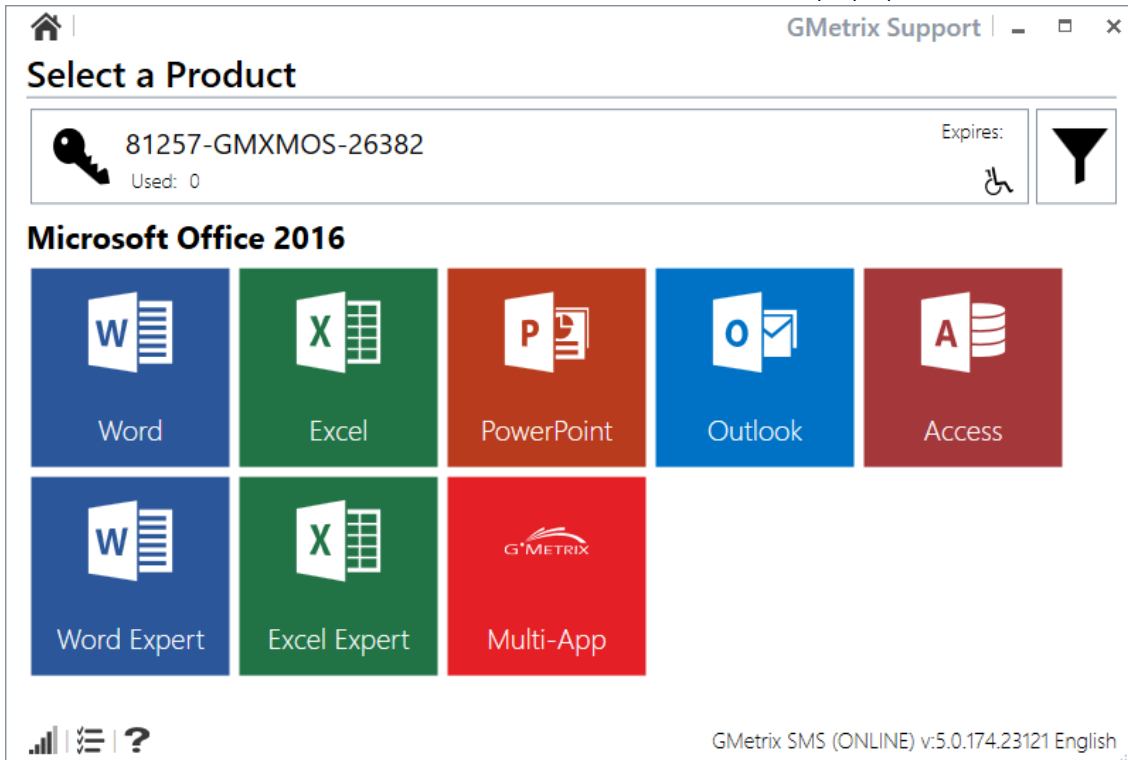 GMetrix Support
Select a Product
81257-GMXMOS-26382
Expires:
Used: 0
Microsoft Office 2016
W
X
P
O
A
Word
Excel
PowerPoint
Outlook
Access
W
X
G*METRIX
Word Expert
Excel Expert
Multi-App
?
GMetrix SMS (ONLINE) v:5.0.174.23121 English